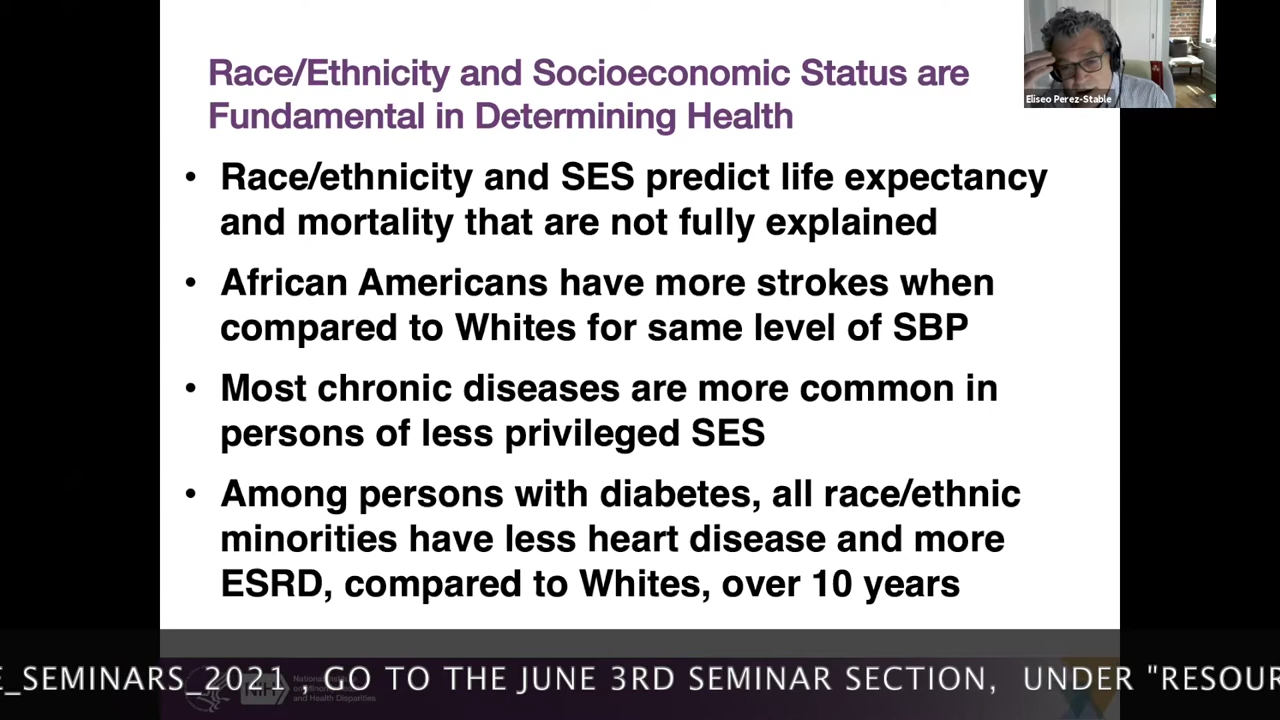 Race/Ethnicity and Socioeconomic Status are
Fundamental in Determining Health
Eliseo Perez-Stable
• Race/ethnicity and SES predict life expectancy
and mortality that are not fully explained
• African Americans have more strokes when
compared to Whites for same level of SBP
• Most chronic diseases are more common in
persons of less privileged SES
• Among persons with diabetes, all race/ethnic
minorities have less heart disease and more
ESRD, compared to Whites, over 10 years
E_SEMINARS_2021 , GO TO THE JUNE 3RD SEMINAR SECTION, UNDER "RESOUR
NIH
and Health Disparities